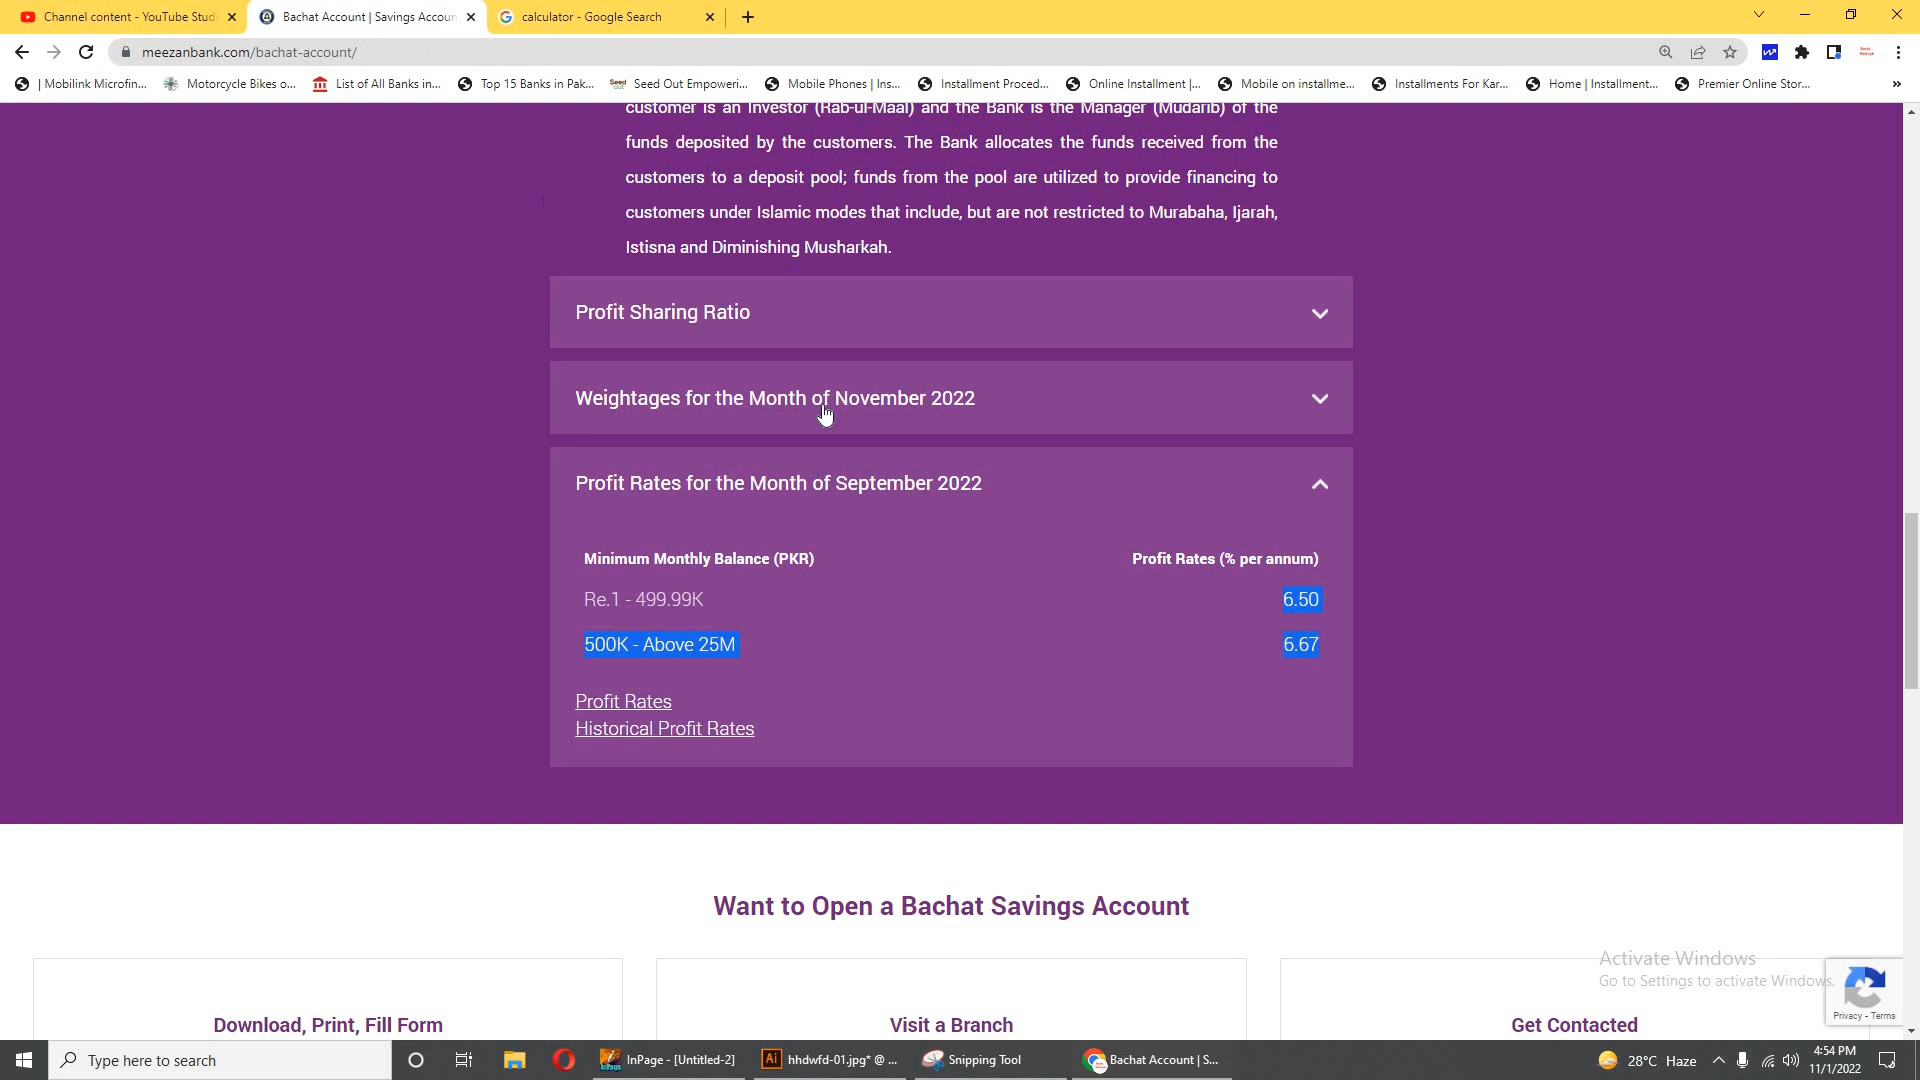 Channel content - YouTube Stud
Bachat Account | Savings Accoun
calculator - Google Search
meezanbank.com/bachat-account/
| Mobilink Microfin...
Motorcycle Bikes o...
List of All Banks in...
Top 15 Banks in Pak...
Seed Out Empoweri...
Mobile Phones | Ins...
Installment Proced...
Online Installment |...
Mobile on installme...
Installments For Kar...
Home | Installment...
Premier Online Stor...
»
customer is an Investor (Rab-ul-Maal) and the Bank is the Manager (Mudarib) of the
funds deposited by the customers. The Bank allocates the funds received from the
customers to a deposit pool; funds from the pool are utilized to provide financing to
customers under Islamic modes that include, but are not restricted to Murabaha, Ijarah,
Istisna and Diminishing Musharkah.
Profit Sharing Ratio
Weightages for the Month of November 2022
Profit Rates for the Month of September 2022
Minimum Monthly Balance (PKR) Profit Rates (% per annum)
Re.1 - 499.99K 6.50
500K - Above 25M 6.67
Profit Rates
Historical Profit Rates
Want to Open a Bachat Savings Account
Activate Windows
Go to Settings to activate Windows.
Privacy - Terms
Download, Print, Fill Form
Visit a Branch
Get Contacted
Type here to search
InPage - [Untitled-2]
hhdwfd-01.jpg* @ ...
Snipping Tool
Bachat Account | S...
28°C Haze
4:54 PM
11/1/2022